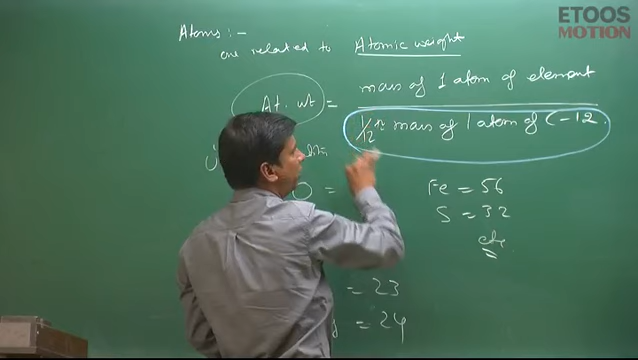 ETOOS
MOTION
Atoms :-
are related to Atomic weight
At. wt = mass of 1 atom of element
1/12 x mass of 1 atom of C-12.
O =
Fe = 56
S = 32
etc
= 23
= 24